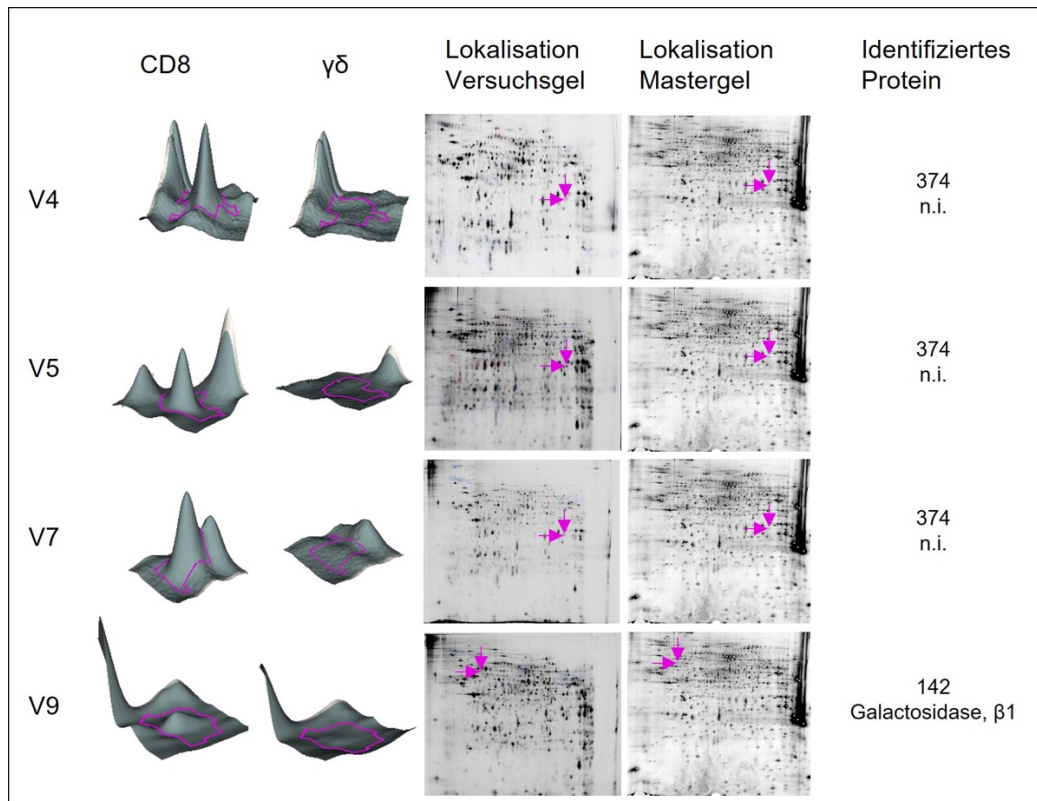 CD8
γδ
Lokalisation
Versuchsgel
Lokalisation
Mastergel
Identifiziertes
Protein
V4
374
n.i.
V5
374
n.i.
V7
374
n.i.
V9
142
Galactosidase, β1